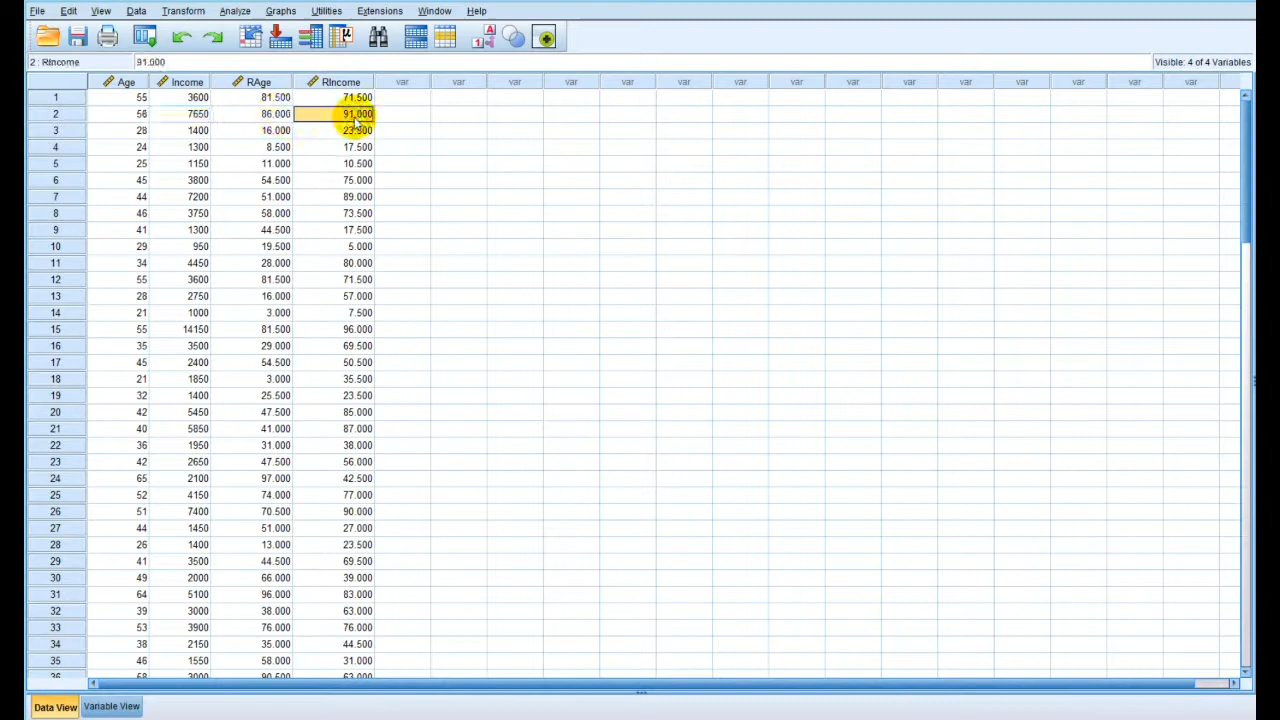 File Edit View Data Transform Analyze Graphs Utilities Extensions Window Help
2 : RIncome 91.000 Visible: 4 of 4 Variables
Age Income RAge RIncome var var var var var var var var var var var var var var var
1 55 3600 81.500 71.500
2 56 7650 86.000 91.000
3 28 1400 16.000 23.500
4 24 1300 8.500 17.500
5 25 1150 11.000 10.500
6 45 3800 54.500 75.000
7 44 7200 51.000 89.000
8 46 3750 58.000 73.500
9 41 1300 44.500 17.500
10 29 950 19.500 5.000
11 34 4450 28.000 80.000
12 55 3600 81.500 71.500
13 28 2750 16.000 57.000
14 21 1000 3.000 7.500
15 55 14150 81.500 96.000
16 35 3500 29.000 69.500
17 45 2400 54.500 50.500
18 21 1850 3.000 35.500
19 32 1400 25.500 23.500
20 42 5450 47.500 85.000
21 40 5850 41.000 87.000
22 36 1950 31.000 38.000
23 42 2650 47.500 56.000
24 65 2100 97.000 42.500
25 52 4150 74.000 77.000
26 51 7400 70.500 90.000
27 44 1450 51.000 27.000
28 26 1400 13.000 23.500
29 41 3500 44.500 69.500
30 49 2000 66.000 39.000
31 64 5100 96.000 83.000
32 39 3000 38.000 63.000
33 53 3900 76.000 76.000
34 38 2150 35.000 44.500
35 46 1550 58.000 31.000
36 3000 63.000
Data View Variable View